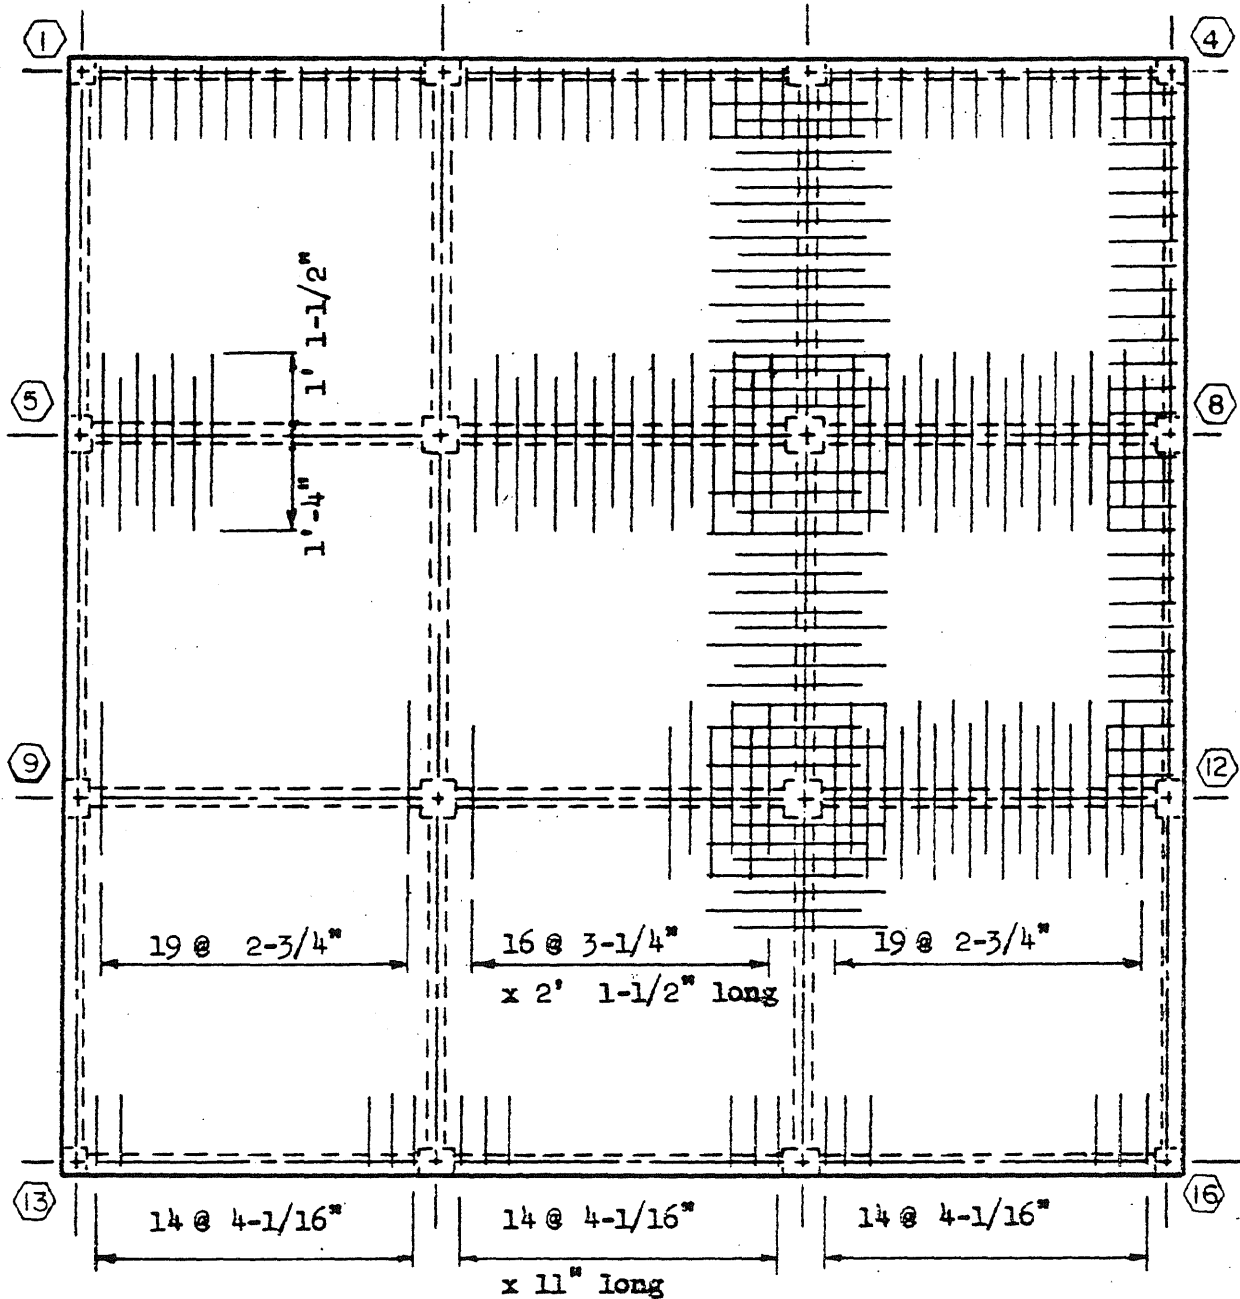 1
4
1' 1-1/2"
5
8
1'-4"
9
12
19 @ 2-3/4"
16 @ 3-1/4"
19 @ 2-3/4"
x 2' 1-1/2" long
13
16
14 @ 4-1/16"
14 @ 4-1/16"
14 @ 4-1/16"
x 11" long